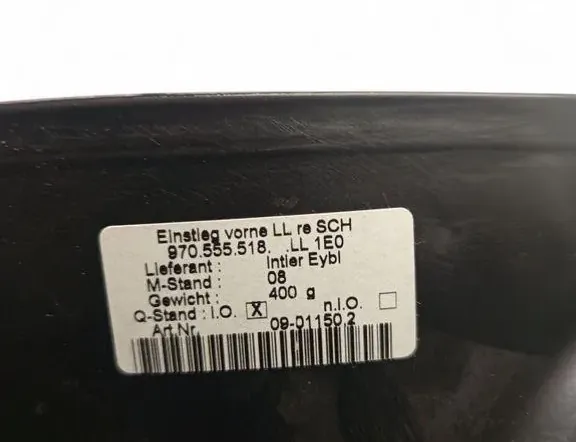 Einstieg vorne LL re SCH
970.555.518. .LL 1E0
Lieferant : Intier Eybl
M-Stand : 08
Gewicht : 400 g
Q-Stand : I.O. X n.I.O.
Art.Nr. 09-01150.2